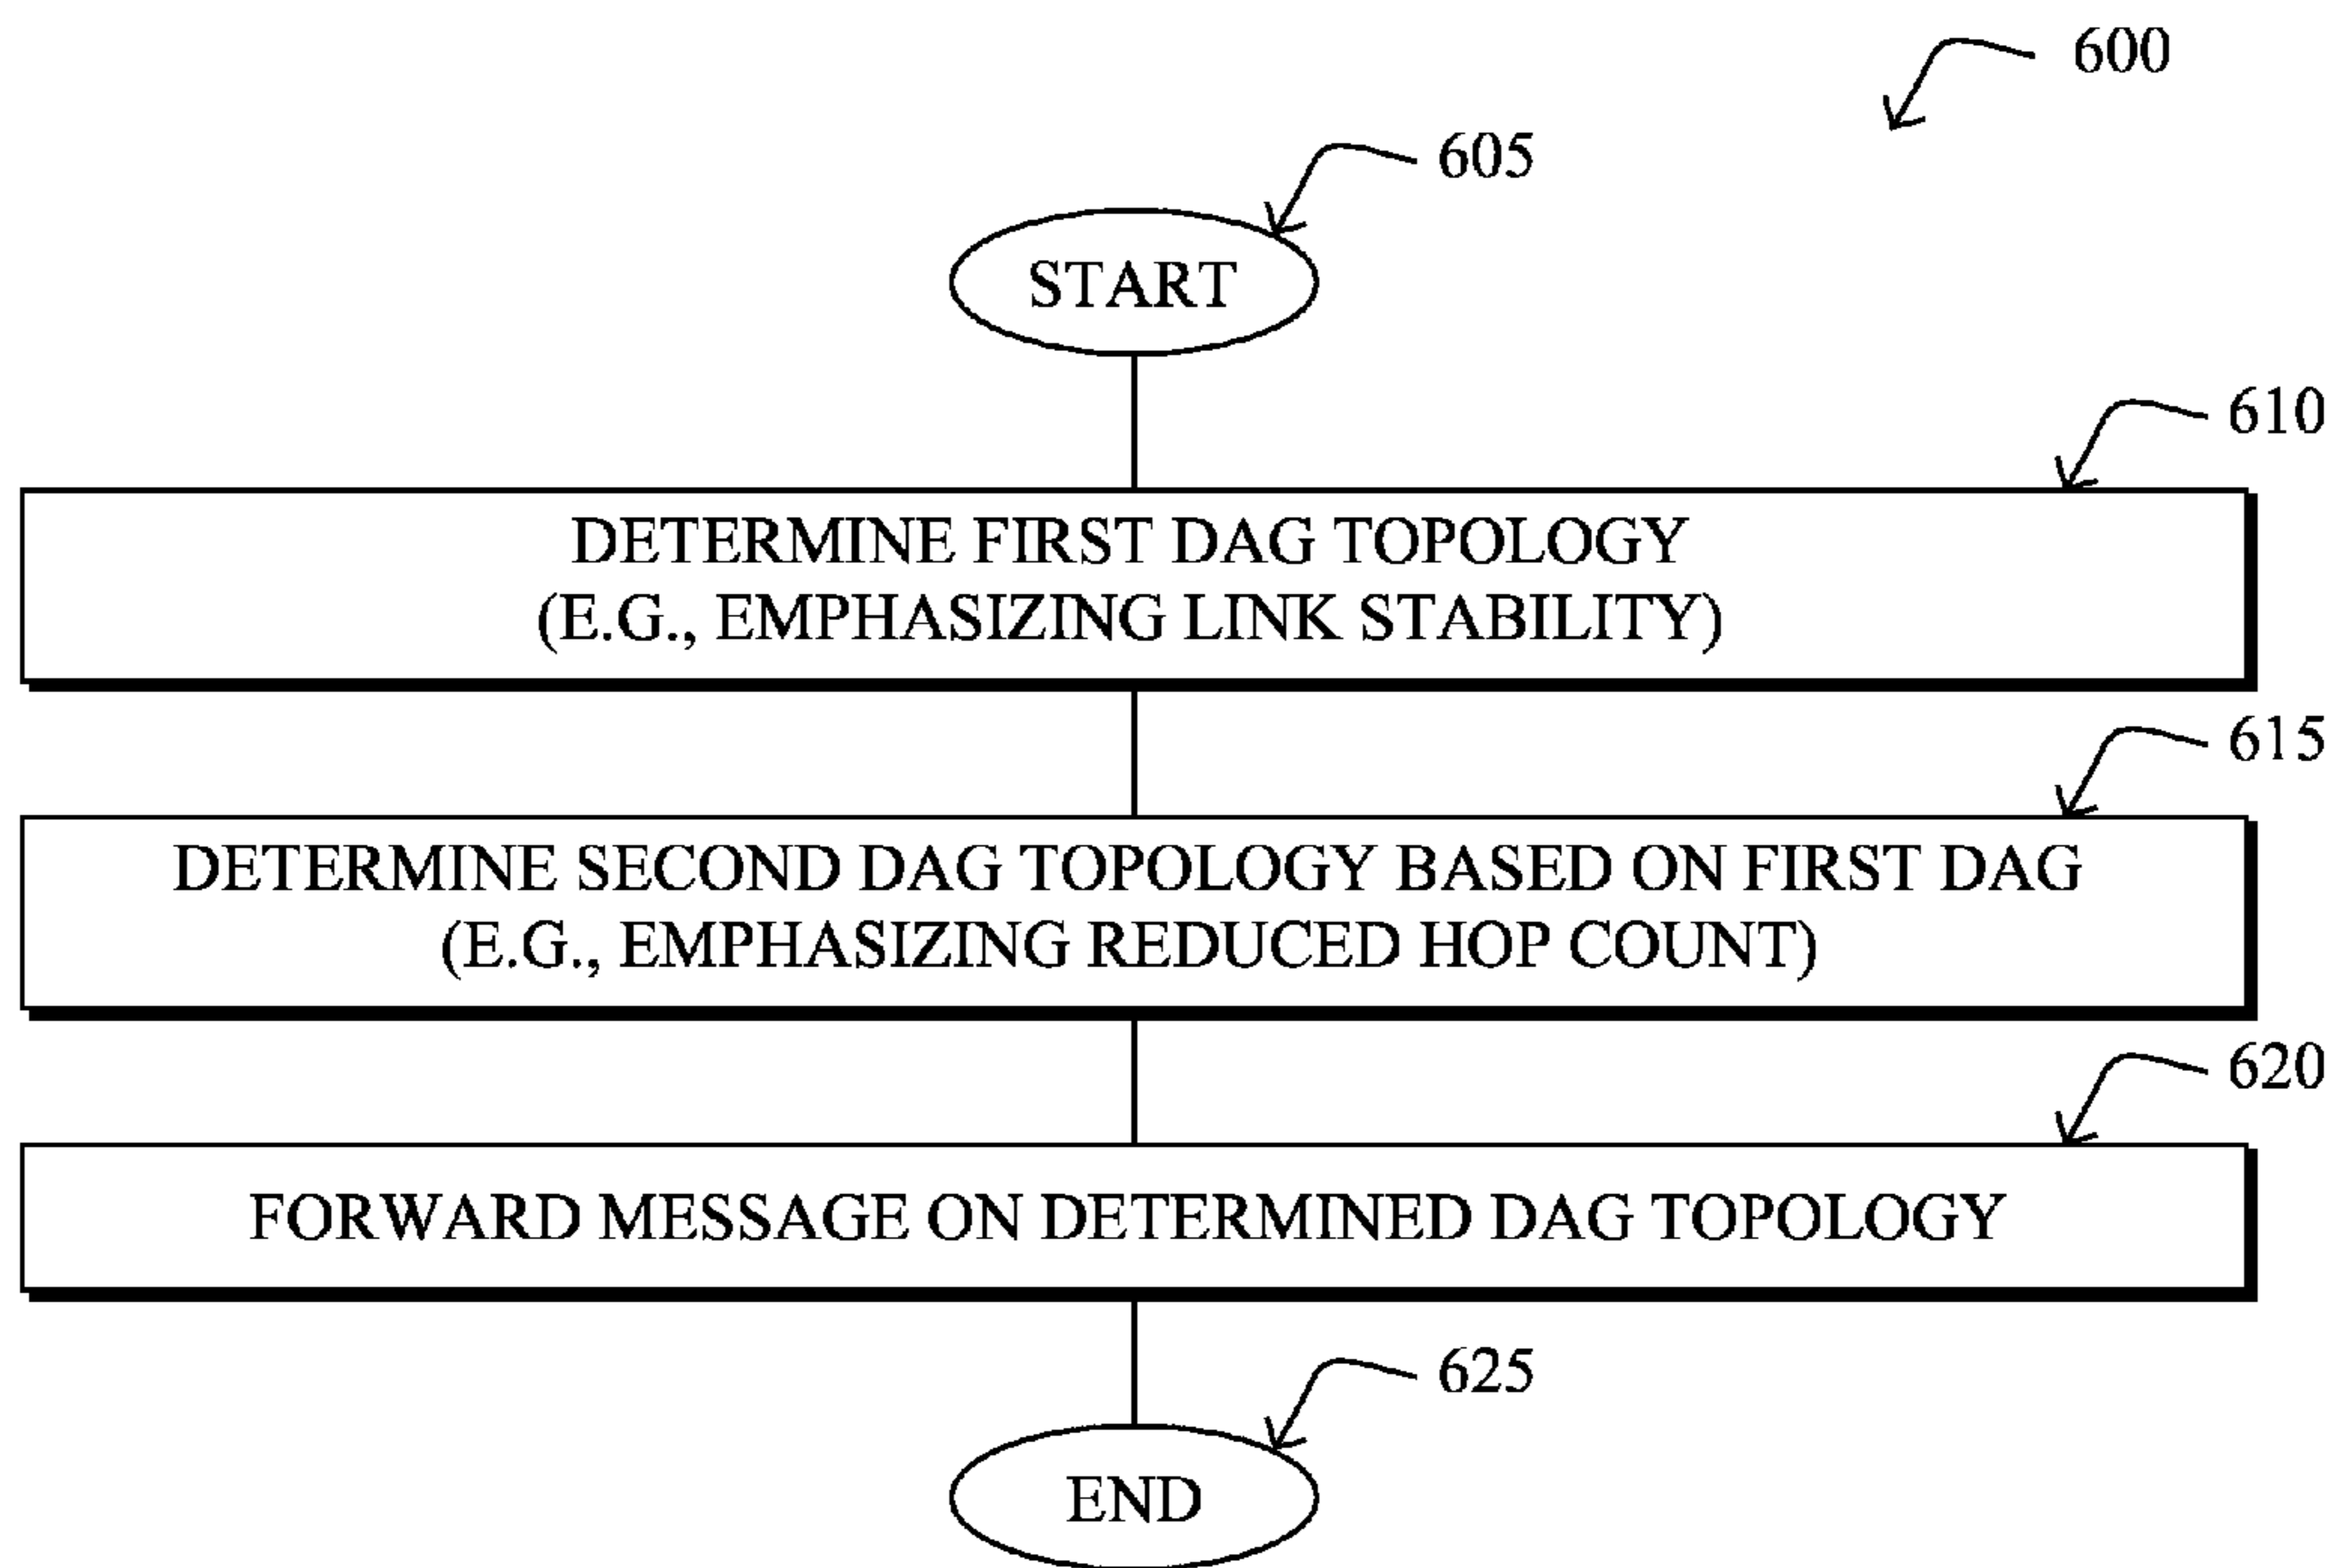 600
605
START
610
DETERMINE FIRST DAG TOPOLOGY
(E.G., EMPHASIZING LINK STABILITY)
615
DETERMINE SECOND DAG TOPOLOGY BASED ON FIRST DAG
(E.G., EMPHASIZING REDUCED HOP COUNT)
620
FORWARD MESSAGE ON DETERMINED DAG TOPOLOGY
625
END